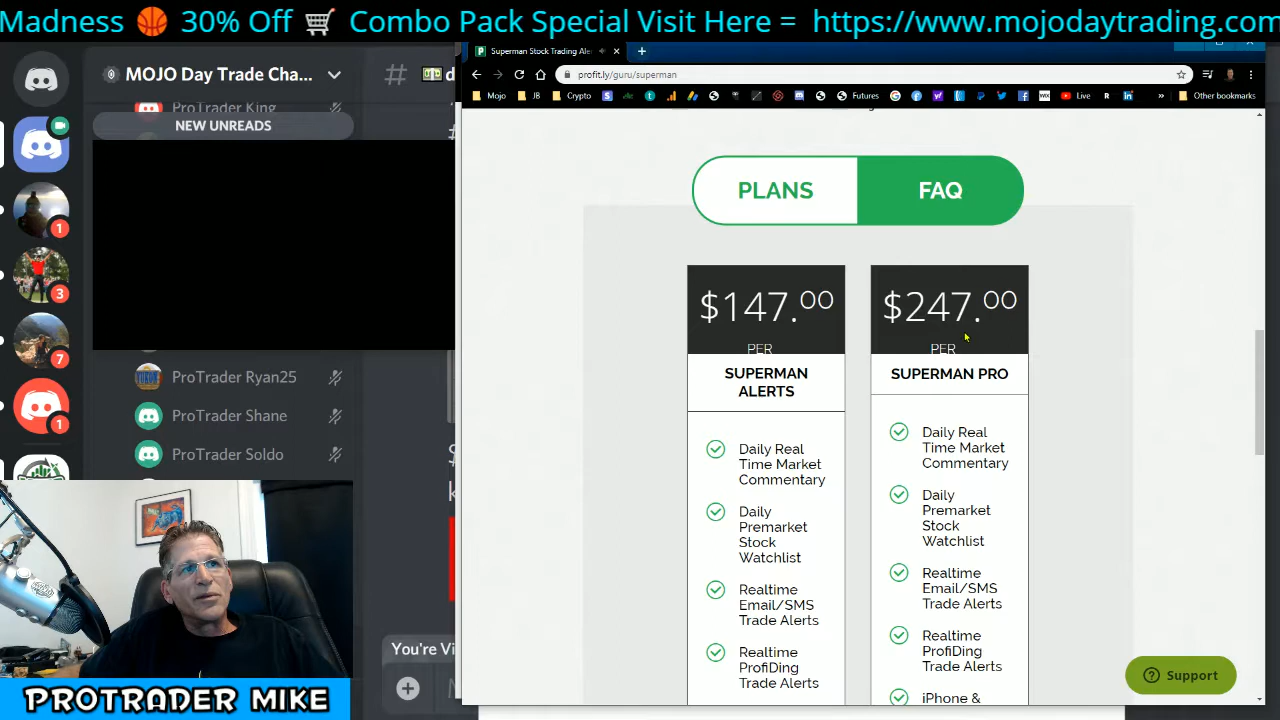 Madness 🏀 30% Off 🛒 Combo Pack Special Visit Here = https://www.mojodaytrading.com
Superman Stock Trading Ale
profit.ly/guru/superman
Mojo
JB
Crypto
Futures
Live
Other bookmarks
MOJO Day Trade Cha...
ProTrader King
NEW UNREADS
1
3
7
1
ProTrader Ryan25
ProTrader Shane
ProTrader Soldo
You're Vi
PROTRADER MIKE
PLANS
FAQ
$147.00
PER
SUPERMAN
ALERTS
Daily Real
Time Market
Commentary
Daily
Premarket
Stock
Watchlist
Realtime
Email/SMS
Trade Alerts
Realtime
ProfiDing
Trade Alerts
$247.00
PER
SUPERMAN PRO
Daily Real
Time Market
Commentary
Daily
Premarket
Stock
Watchlist
Realtime
Email/SMS
Trade Alerts
Realtime
ProfiDing
Trade Alerts
iPhone &
Support